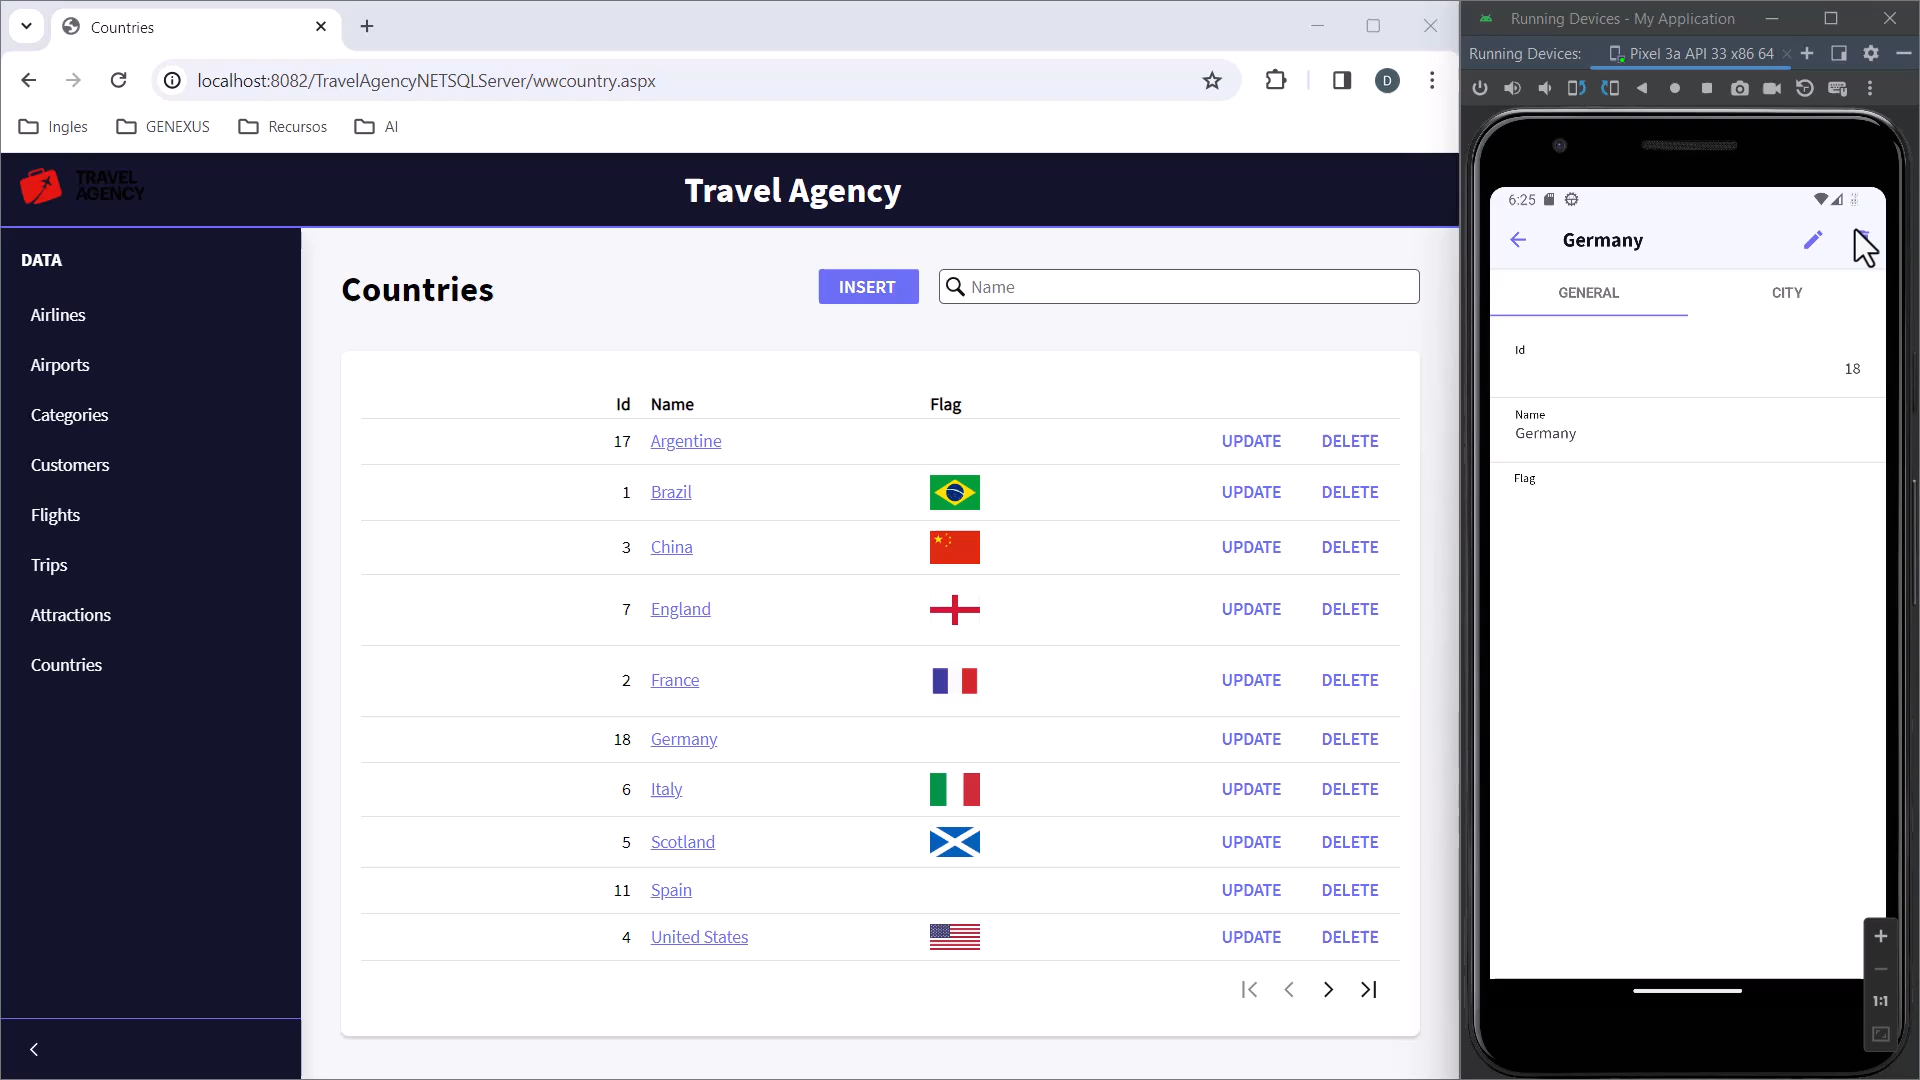 Countries
localhost:8082/TravelAgencyNETSQLServer/wwcountry.aspx
D
Ingles
GENEXUS
Recursos
AI
TRAVEL
AGENCY
Travel Agency
DATA
Airlines
Airports
Categories
Customers
Flights
Trips
Attractions
Countries
Countries
INSERT
Name
Id Name Flag
17 Argentine UPDATE DELETE
1 Brazil UPDATE DELETE
3 China UPDATE DELETE
7 England UPDATE DELETE
2 France UPDATE DELETE
18 Germany UPDATE DELETE
6 Italy UPDATE DELETE
5 Scotland UPDATE DELETE
11 Spain UPDATE DELETE
4 United States UPDATE DELETE
Running Devices - My Application
Running Devices: Pixel 3a API 33 x86 64
6:25
Germany
GENERAL CITY
Id
18
Name
Germany
Flag
1:1